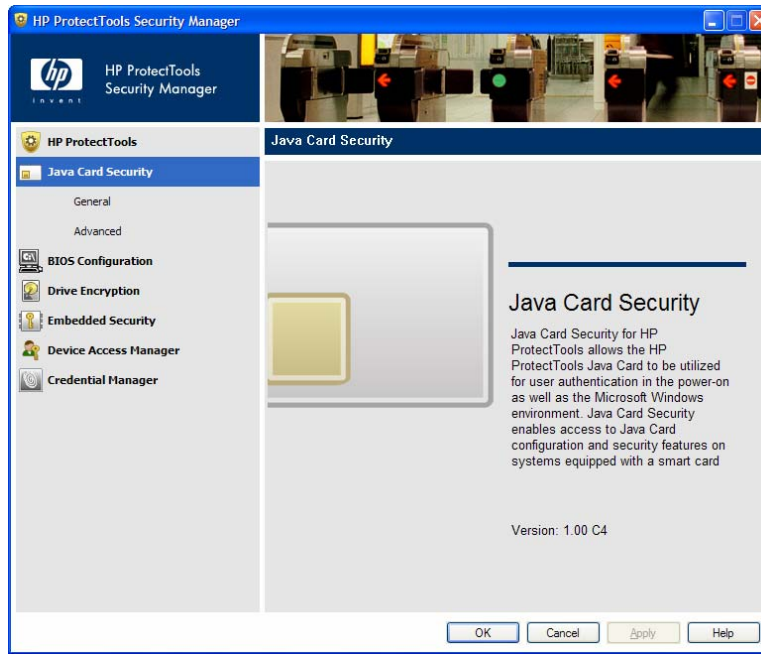 HP ProtectTools Security Manager
hp
invent
HP ProtectTools
Security Manager
HP ProtectTools
Java Card Security
General
Advanced
BIOS Configuration
Drive Encryption
Embedded Security
Device Access Manager
Credential Manager
Java Card Security
Java Card Security
Java Card Security for HP
ProtectTools allows the HP
ProtectTools Java Card to be utilized
for user authentication in the power-on
as well as the Microsoft Windows
environment. Java Card Security
enables access to Java Card
configuration and security features on
systems equipped with a smart card
Version: 1.00 C4
OK
Cancel
Apply
Help